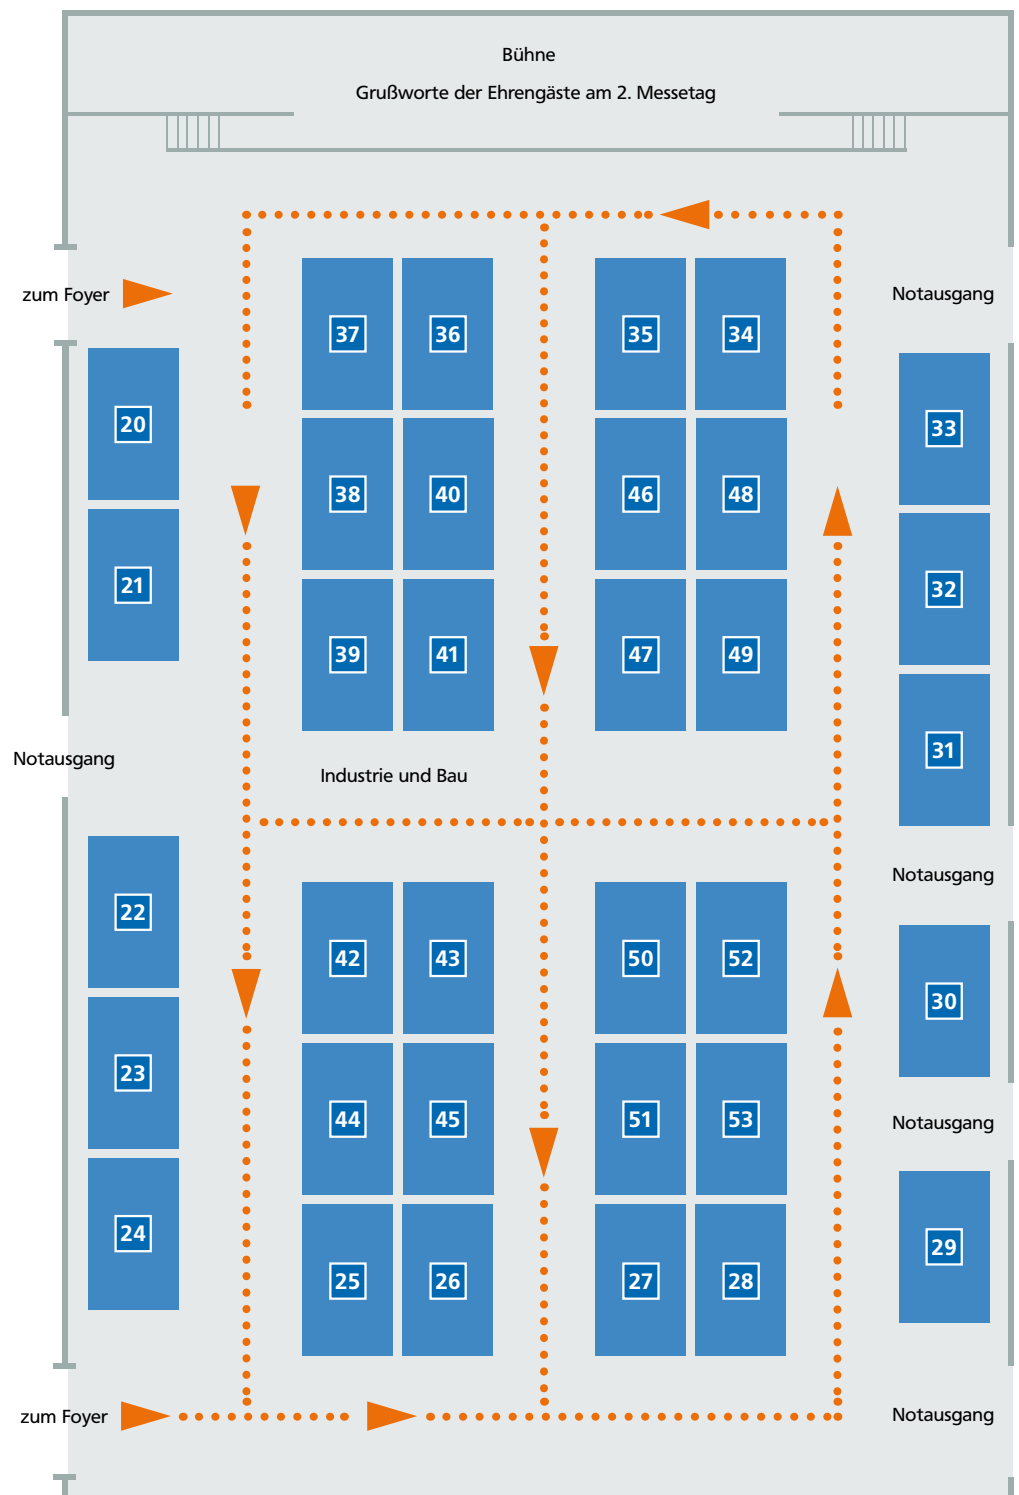 Bühne
Grußworte der Ehrengäste am 2. Messetag
zum Foyer
Notausgang
37 36 35 34
20 33
38 40 46 48
21 32
39 41 47 49
31
Notausgang
Industrie und Bau
Notausgang
22
42 43 50 52
30
23
44 45 51 53
Notausgang
24
29
25 26 27 28
zum Foyer
Notausgang